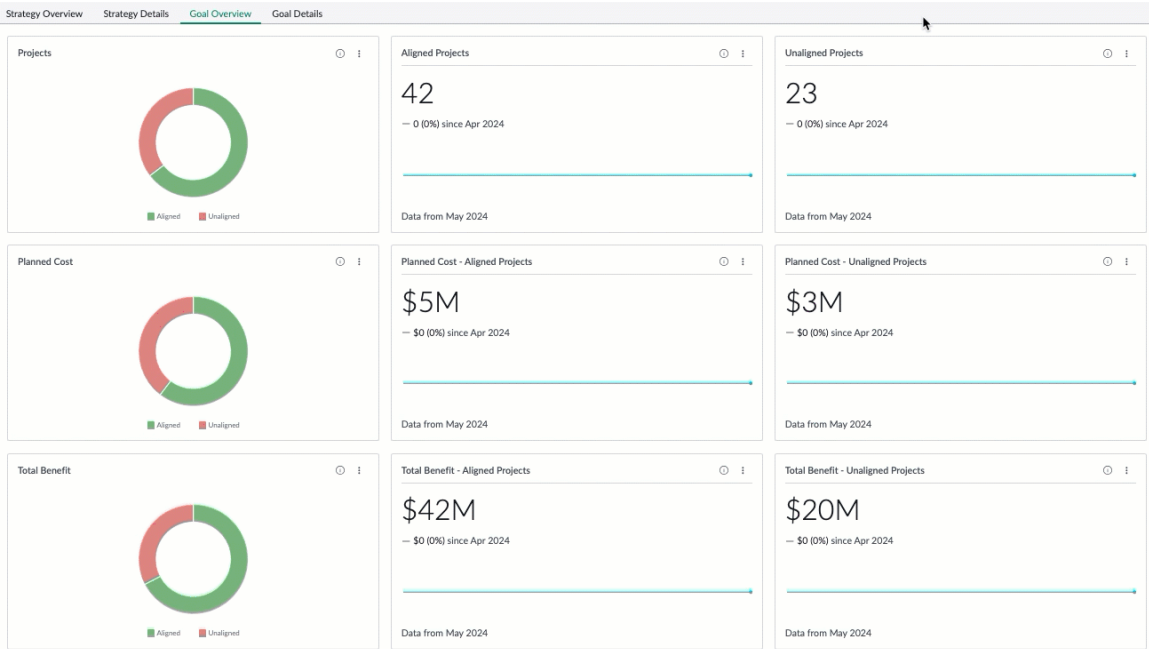 Strategy Overview Strategy Details Goal Overview Goal Details
Projects
Aligned Unaligned
Aligned Projects
42
— 0 (0%) since Apr 2024
Data from May 2024
Unaligned Projects
23
— 0 (0%) since Apr 2024
Data from May 2024
Planned Cost
Aligned Unaligned
Planned Cost - Aligned Projects
$5M
— $0 (0%) since Apr 2024
Data from May 2024
Planned Cost - Unaligned Projects
$3M
— $0 (0%) since Apr 2024
Data from May 2024
Total Benefit
Aligned Unaligned
Total Benefit - Aligned Projects
$42M
— $0 (0%) since Apr 2024
Data from May 2024
Total Benefit - Unaligned Projects
$20M
— $0 (0%) since Apr 2024
Data from May 2024